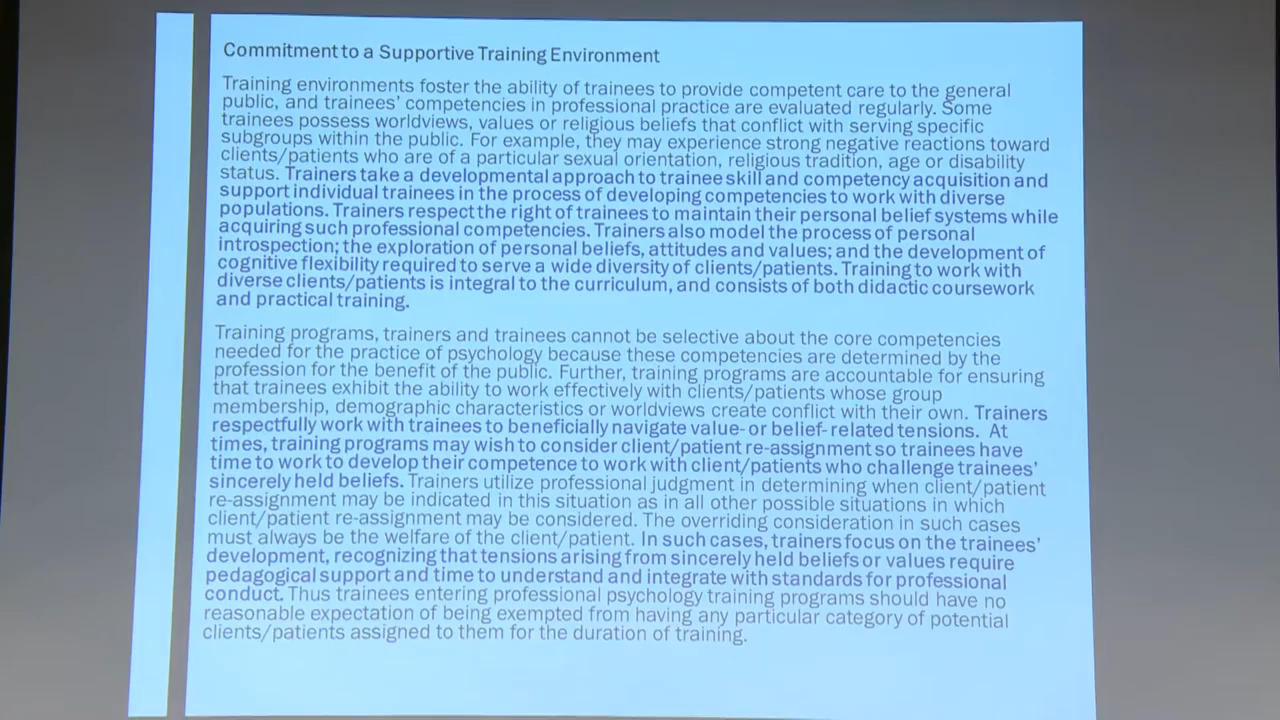 Commitment to a Supportive Training Environment
Training environments foster the ability of trainees to provide competent care to the general
public, and trainees' competencies in professional practice are evaluated regularly. Some
trainees possess worldviews, values or religious beliefs that conflict with serving specific
subgroups within the public. For example, they may experience strong negative reactions toward
clients/patients who are of a particular sexual orientation, religious tradition, age or disability
status. Trainers take a developmental approach to trainee skill and competency acquisition and
support individual trainees in the process of developing competencies to work with diverse
populations. Trainers respect the right of trainees to maintain their personal belief systems while
acquiring such professional competencies. Trainers also model the process of personal
introspection; the exploration of personal beliefs, attitudes and values; and the development of
cognitive flexibility required to serve a wide diversity of clients/patients. Training to work with
diverse clients/patients is integral to the curriculum, and consists of both didactic coursework
and practical training.
Training programs, trainers and trainees cannot be selective about the core competencies
needed for the practice of psychology because these competencies are determined by the
profession for the benefit of the public. Further, training programs are accountable for ensuring
that trainees exhibit the ability to work effectively with clients/patients whose group
membership, demographic characteristics or worldviews create conflict with their own. Trainers
respectfully work with trainees to beneficially navigate value- or belief-related tensions. At
times, training programs may wish to consider client/patient re-assignment so trainees have
time to work to develop their competence to work with client/patients who challenge trainees'
sincerely held beliefs. Trainers utilize professional judgment in determining when client/patient
re-assignment may be indicated in this situation as in all other possible situations in which
client/patient re-assignment may be considered. The overriding consideration in such cases
must always be the welfare of the client/patient. In such cases, trainers focus on the trainees'
development, recognizing that tensions arising from sincerely held beliefs or values require
pedagogical support and time to understand and integrate with standards for professional
conduct. Thus trainees entering professional psychology training programs should have no
reasonable expectation of being exempted from having any particular category of potential
clients/patients assigned to them for the duration of training.